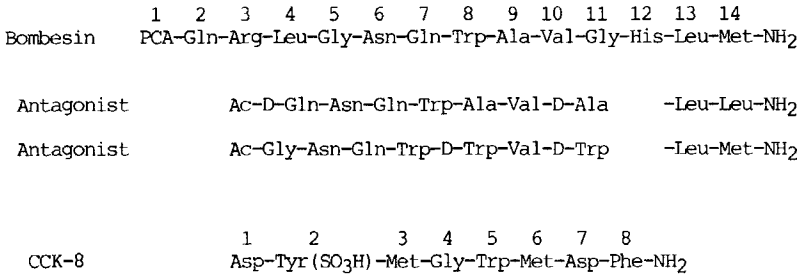 1 2 3 4 5 6 7 8 9 10 11 12 13 14
Bombesin PCA-Gln-Arg-Leu-Gly-Asn-Gln-Trp-Ala-Val-Gly-His-Leu-Met-NH2
Antagonist Ac-D-Gln-Asn-Gln-Trp-Ala-Val-D-Ala -Leu-Leu-NH2
Antagonist Ac-Gly-Asn-Gln-Trp-D-Trp-Val-D-Trp -Leu-Met-NH2
1 2 3 4 5 6 7 8
CCK-8 Asp-Tyr(SO3H)-Met-Gly-Trp-Met-Asp-Phe-NH2